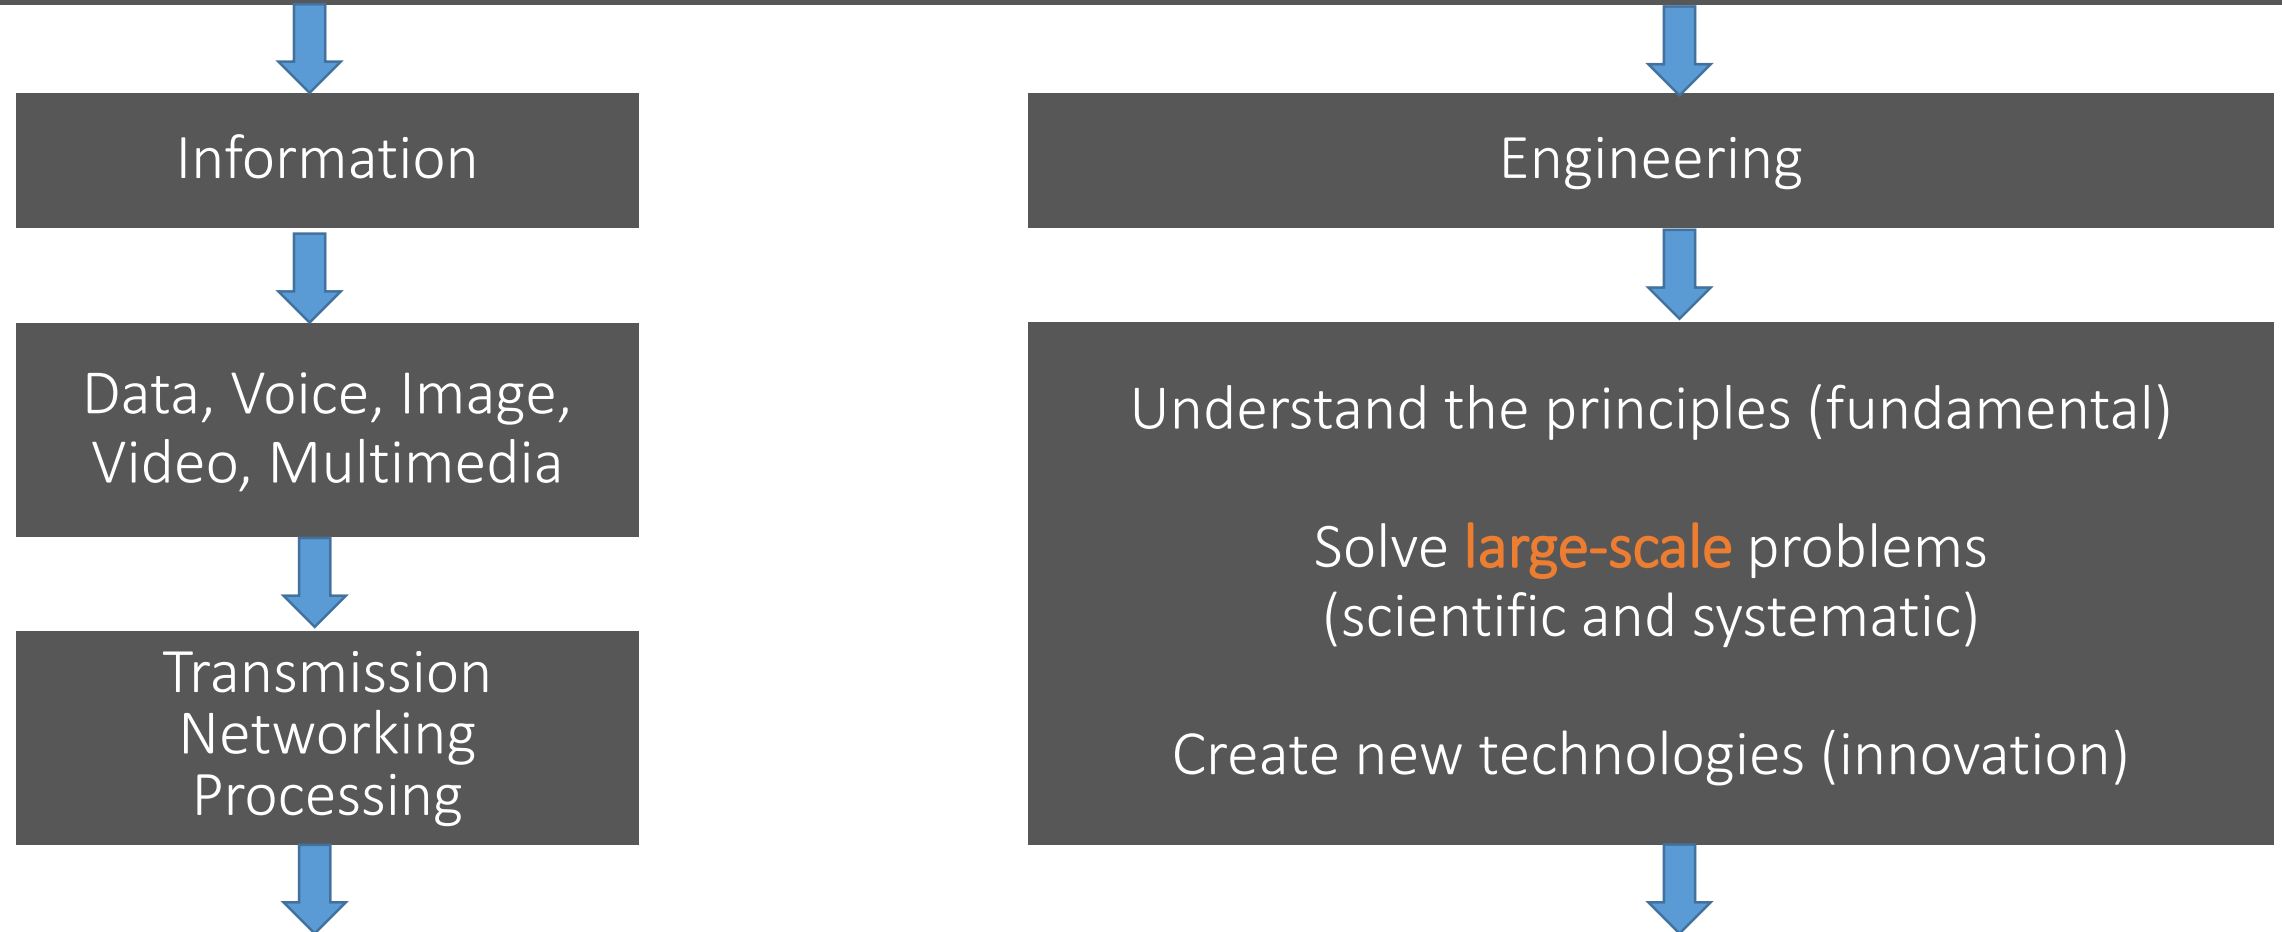 Information
Data, Voice, Image,
Video, Multimedia
Transmission
Networking
Processing
Engineering
Understand the principles (fundamental)
Solve large-scale problems
(scientific and systematic)
Create new technologies (innovation)